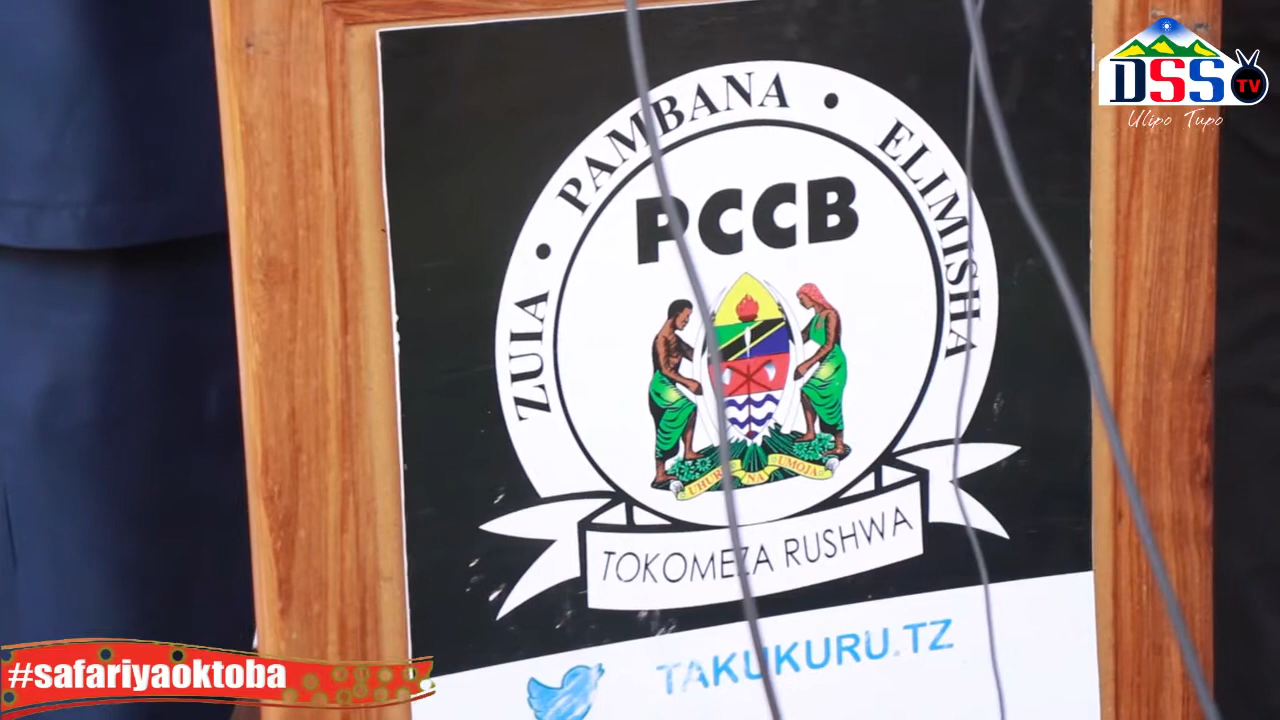 DSS TV
Ulipo Tupo
ZUIA • PAMBANA • ELIMISHA
PCCB
UHURU NA UMOJA
TOKOMEZA RUSHWA
TAKUKURU.TZ
#safariyaoktoba